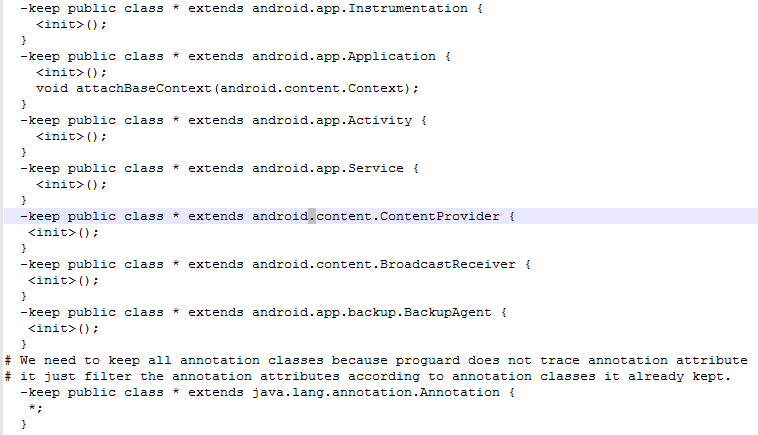 -keep public class * extends android.app.Instrumentation {
<init>();
}
-keep public class * extends android.app.Application {
<init>();
void attachBaseContext(android.content.Context);
}
-keep public class * extends android.app.Activity {
<init>();
}
-keep public class * extends android.app.Service {
<init>();
}
-keep public class * extends android.content.ContentProvider {
<init>();
}
-keep public class * extends android.content.BroadcastReceiver {
<init>();
}
-keep public class * extends android.app.backup.BackupAgent {
<init>();
}
# We need to keep all annotation classes because proguard does not trace annotation attribute
# it just filter the annotation attributes according to annotation classes it already kept.
-keep public class * extends java.lang.annotation.Annotation {
*;
}